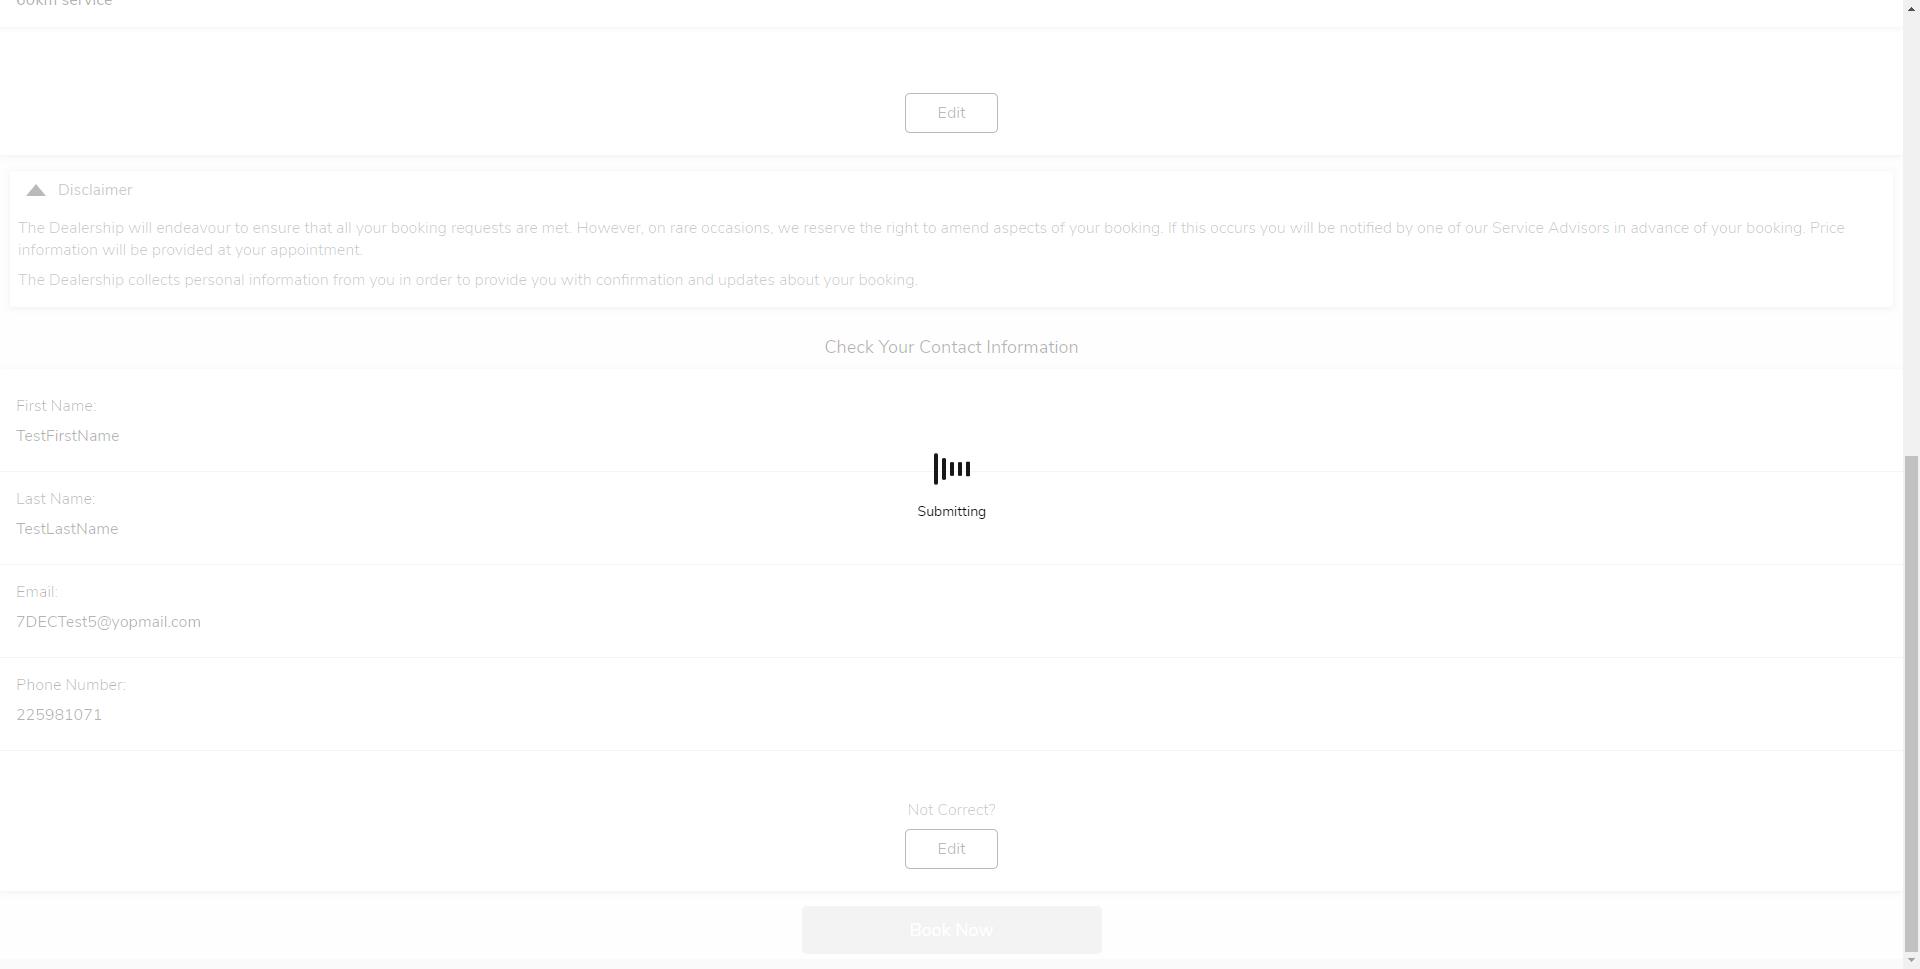 service
Edit
Disclaimer
The Dealership will endeavour to ensure that all your booking requests are met. However, on rare occasions, we reserve the right to amend aspects of your booking. If this occurs you will be notified by one of our Service Advisors in advance of your booking. Price
information will be provided at your appointment.
The Dealership collects personal information from you in order to provide you with confirmation and updates about your booking.
Check Your Contact Information
First Name:
TestFirstName
Last Name:
TestLastName
Submitting
Email:
7DECTest5@yopmail.com
Phone Number:
225981071
Not Correct?
Edit
Book Now